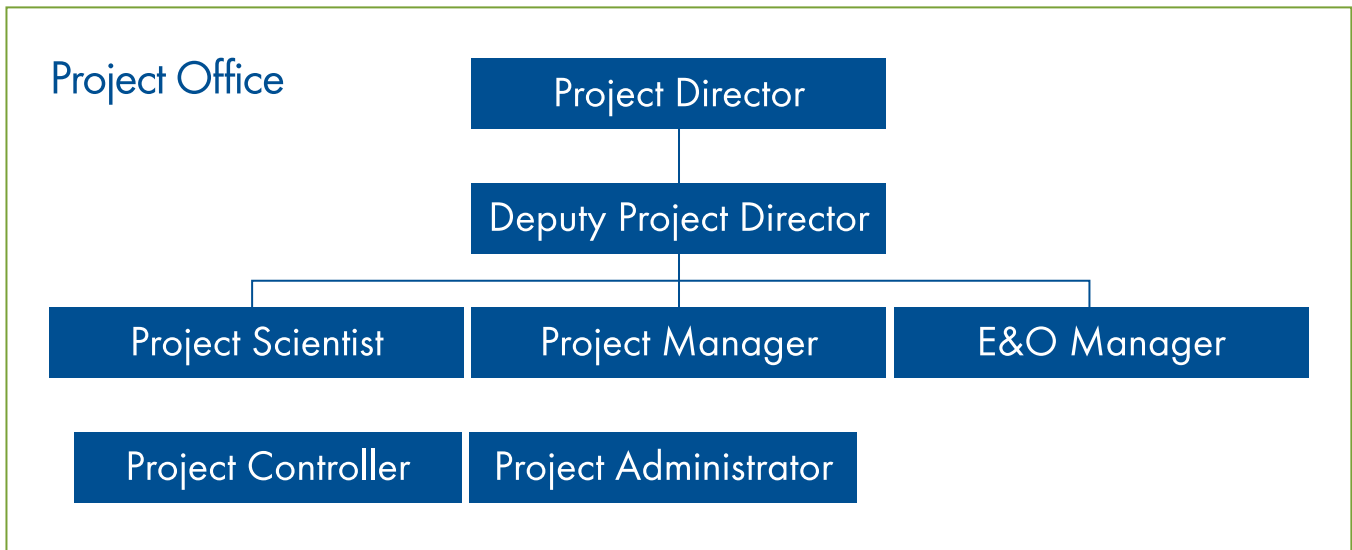 Project Office
Project Director
Deputy Project Director
Project Scientist
Project Manager
E&O Manager
Project Controller
Project Administrator